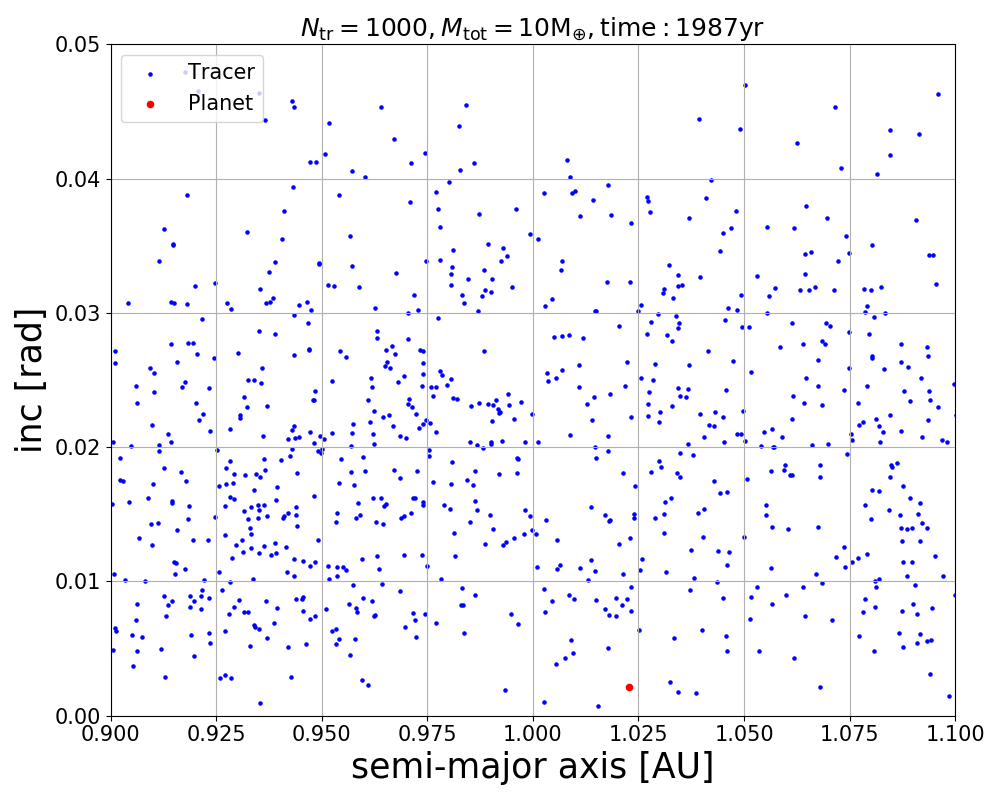 N_tr = 1000, M_tot = 10M_⊕, time : 1987yr
Tracer
Planet
inc [rad]
0.05
0.04
0.03
0.02
0.01
0.00
0.900 0.925 0.950 0.975 1.000 1.025 1.050 1.075 1.100
semi-major axis [AU]